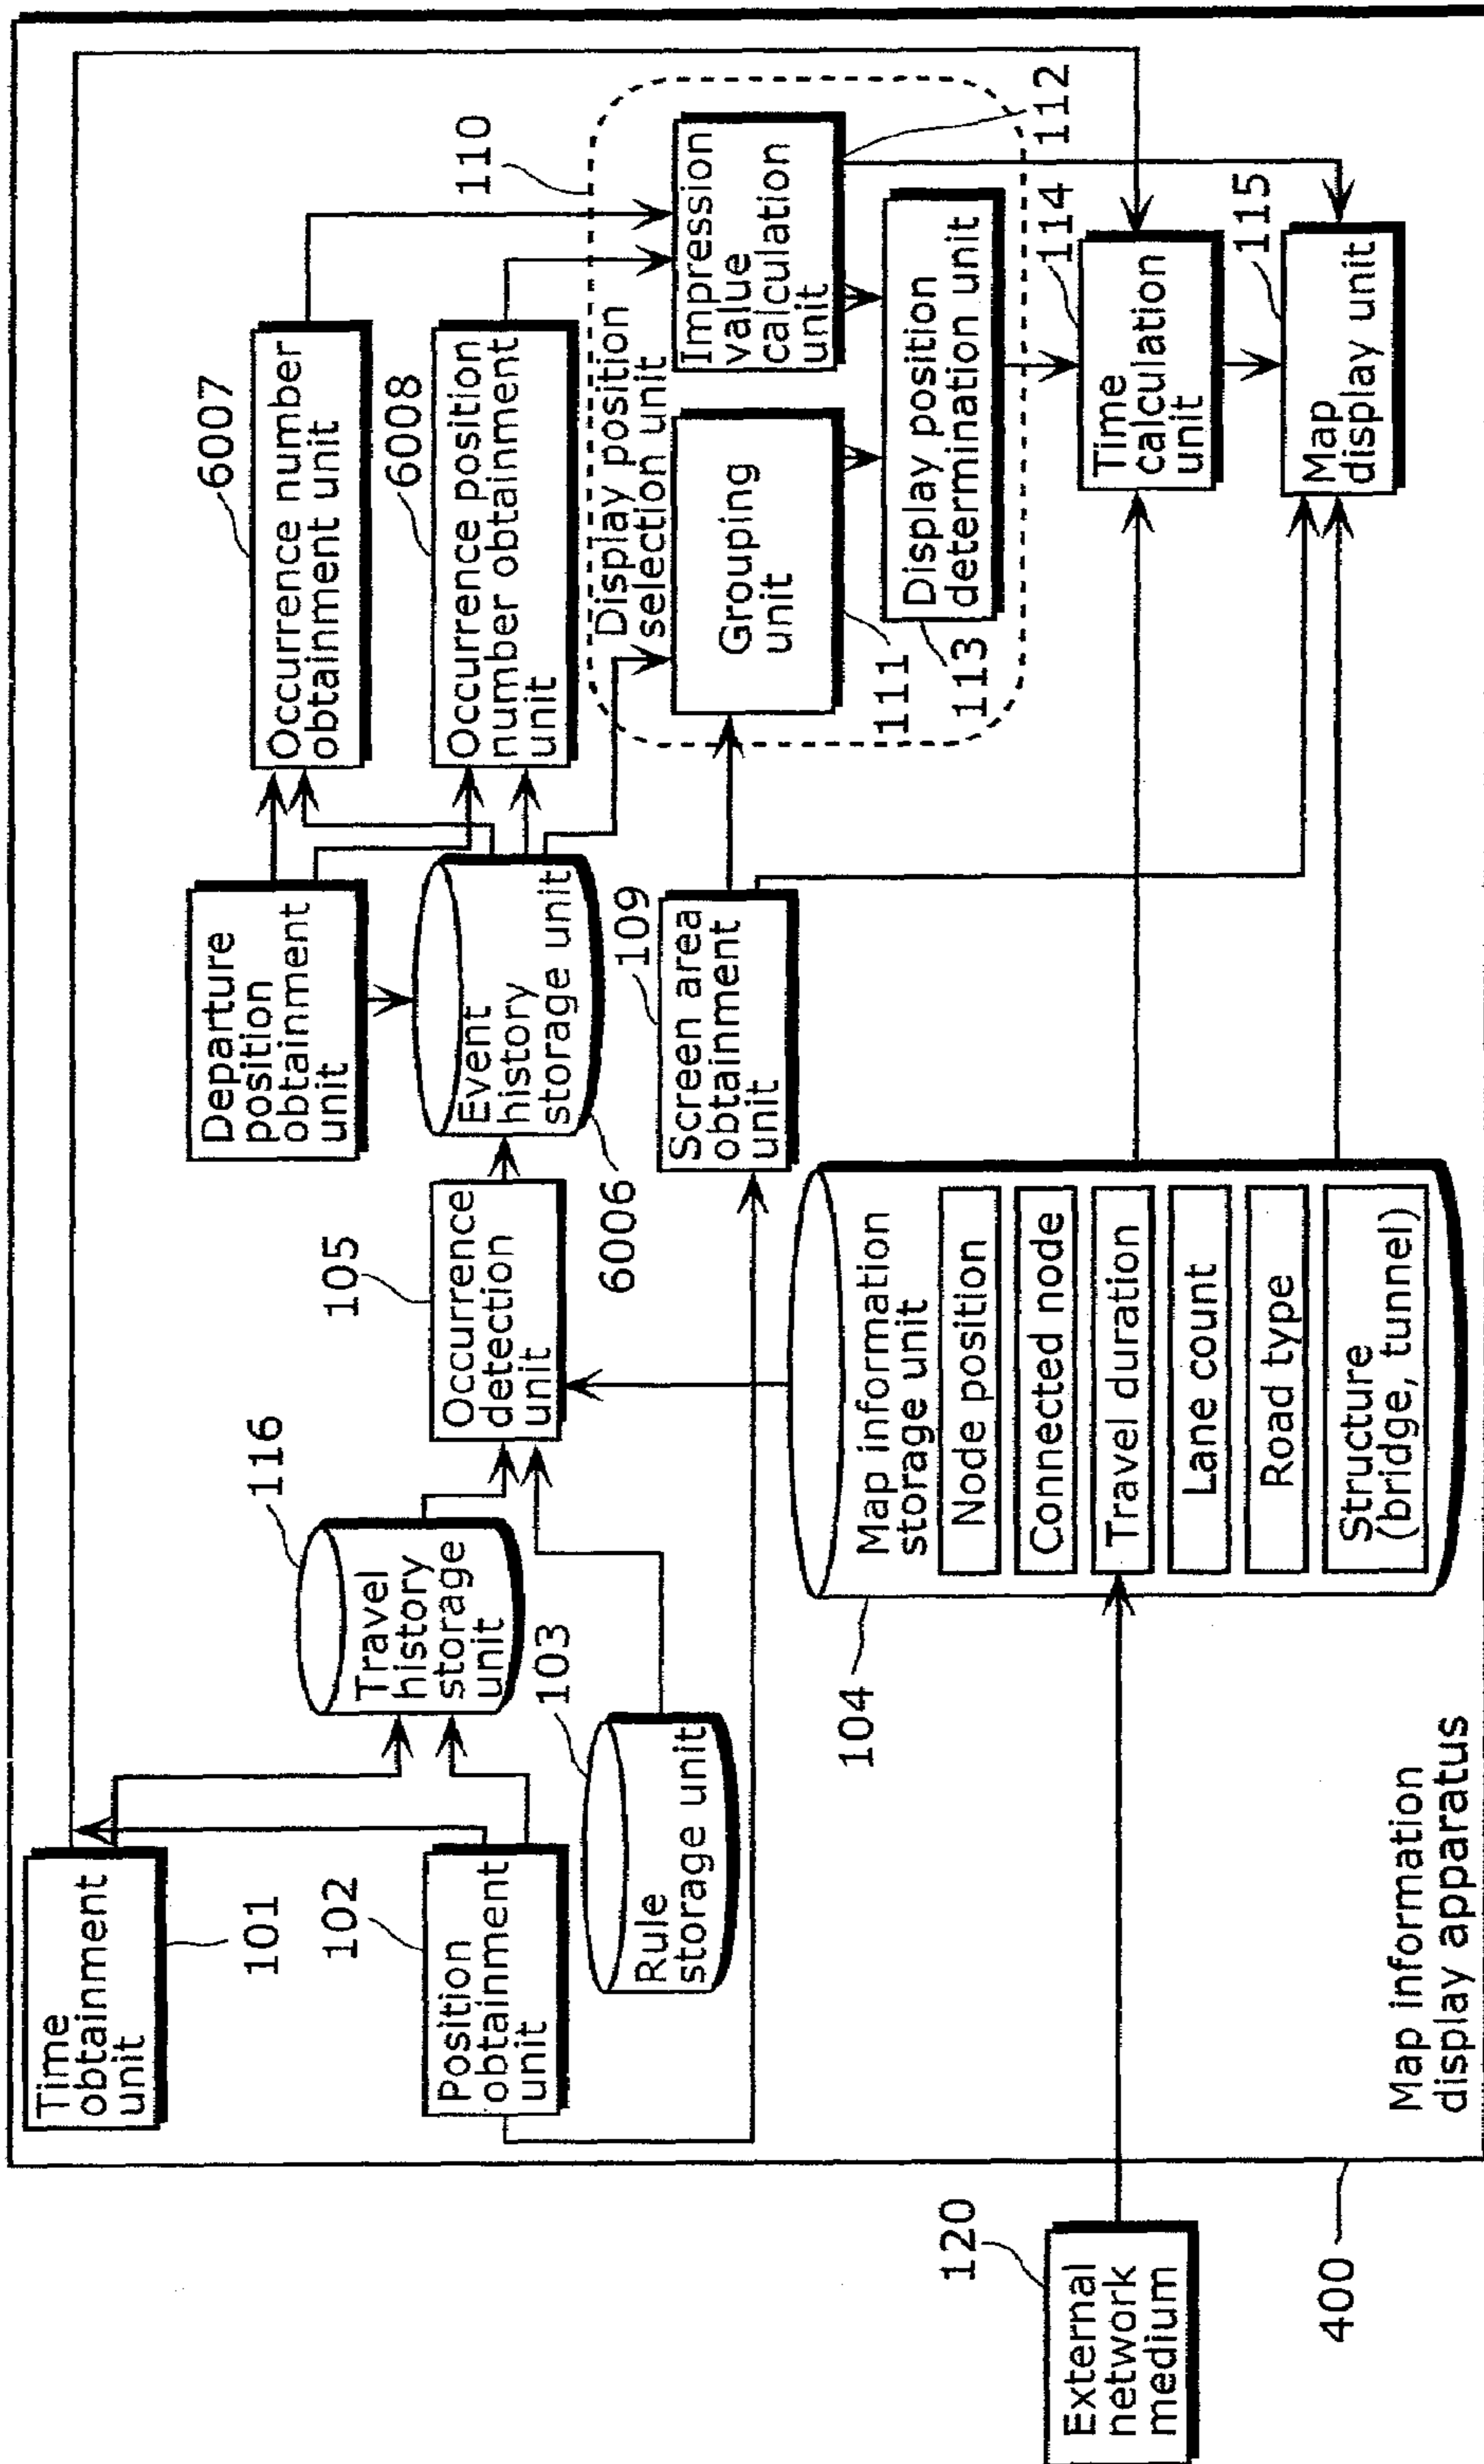 Time
obtainment
unit
101
102
Position
obtainment
unit
116
Travel
history
storage
unit
103
Rule
storage unit
105
Occurrence
detection
unit
Departure
position
obtainment
unit
Event
history
storage unit
6006
6007
Occurrence number
obtainment unit
6008
Occurrence position
number obtainment
unit
109
Screen area
obtainment
unit
110
Display position
selection unit
Grouping
unit
111
Impression
value
calculation
unit
112
Display position
determination unit
113
114
Time
calculation
unit
115
Map
display unit
104
Map information
storage unit
Node position
Connected node
Travel duration
Lane count
Road type
Structure
(bridge, tunnel)
120
External
network
medium
400
Map information
display apparatus